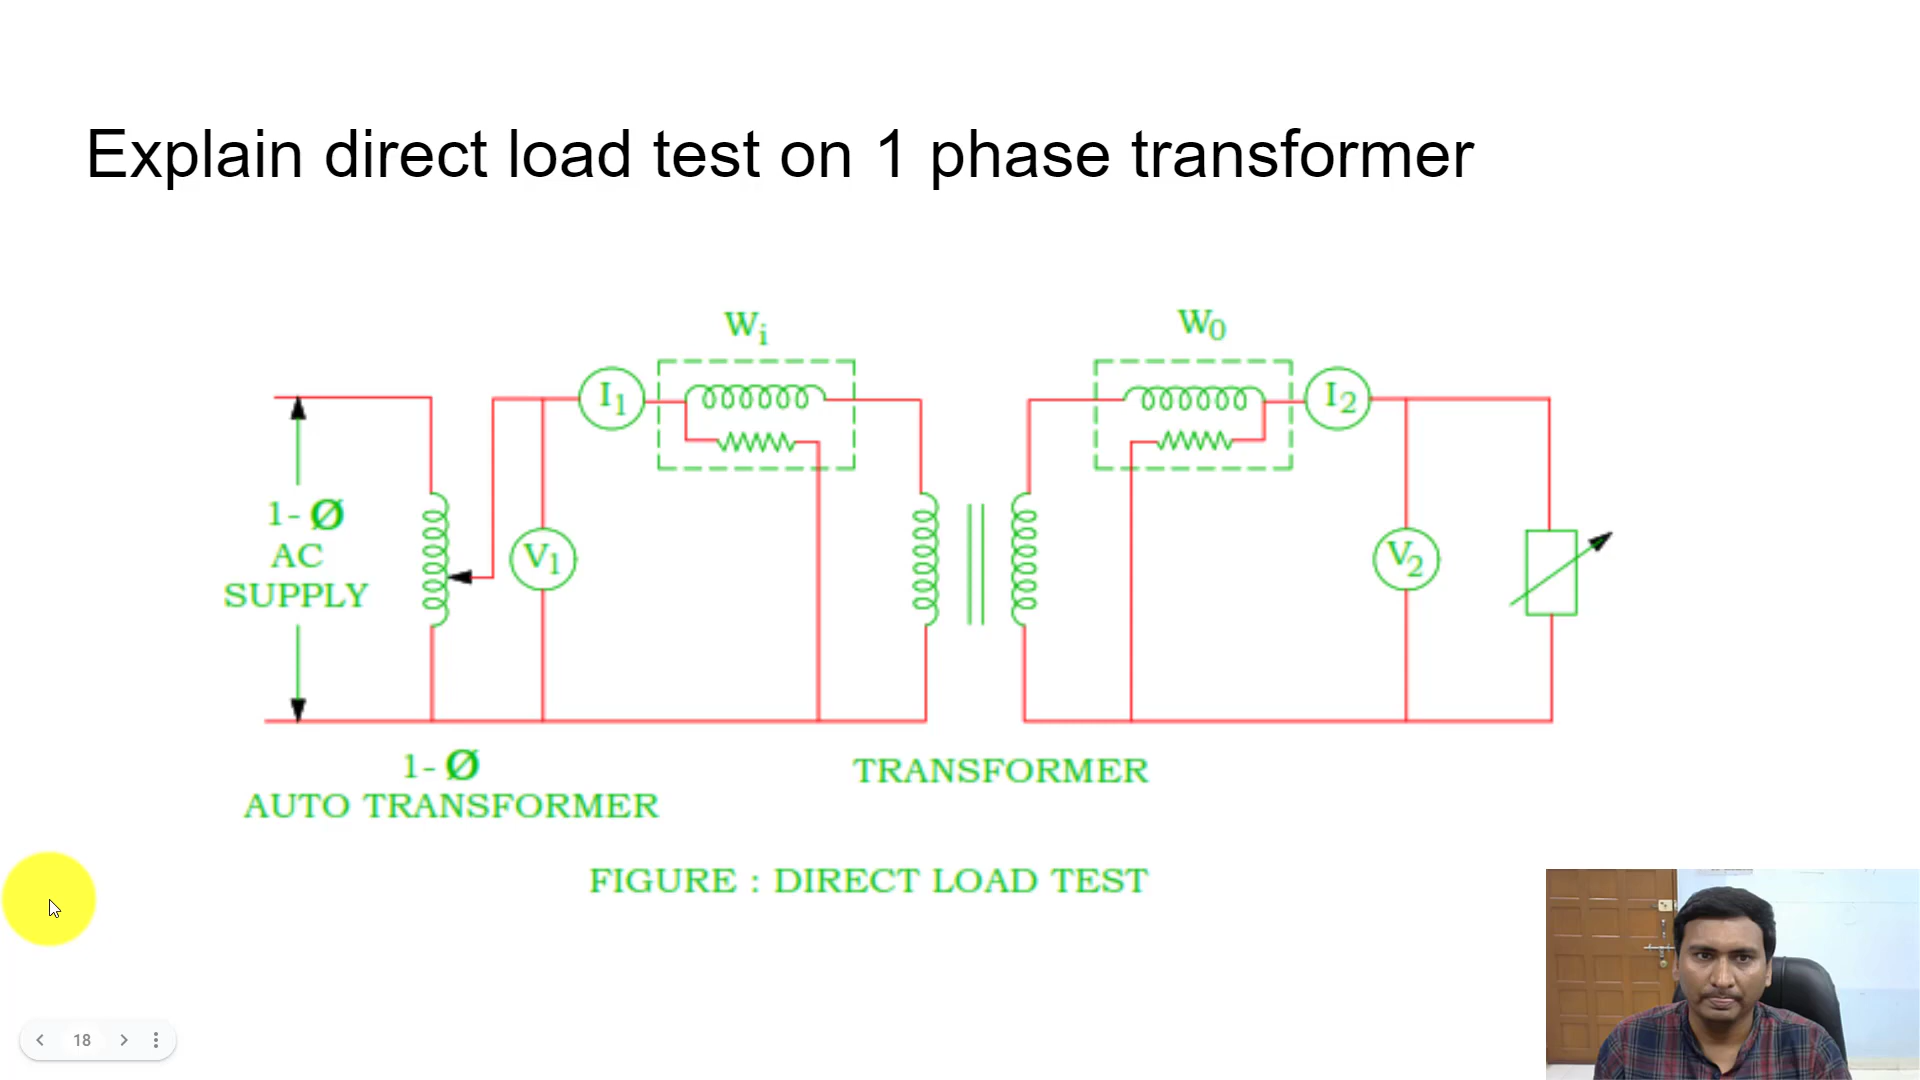 Explain direct load test on 1 phase transformer
Wi
W0
I1
I2
1- Ø
AC
SUPPLY
V1
V2
1- Ø
AUTO TRANSFORMER
TRANSFORMER
FIGURE : DIRECT LOAD TEST
18